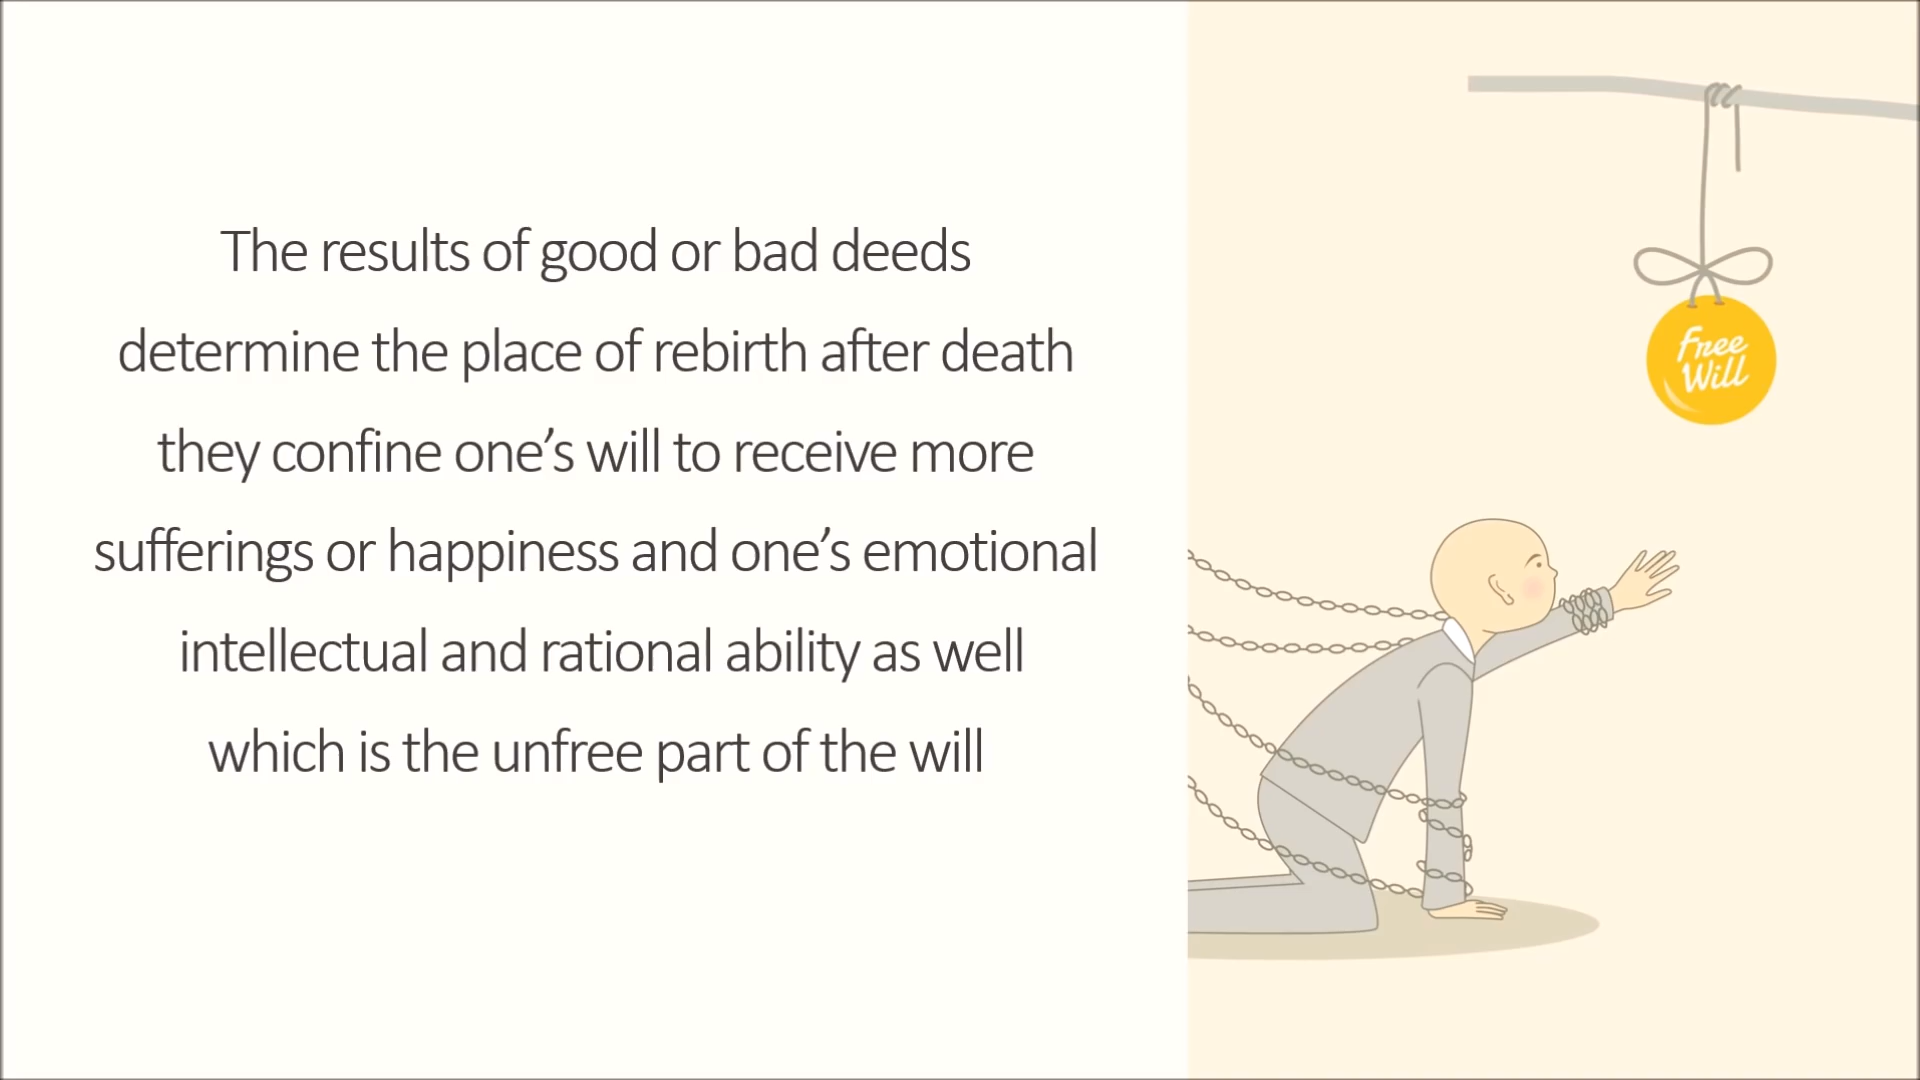 The results of good or bad deeds
determine the place of rebirth after death
they confine one’s will to receive more
sufferings or happiness and one’s emotional
intellectual and rational ability as well
which is the unfree part of the will
Free
Will